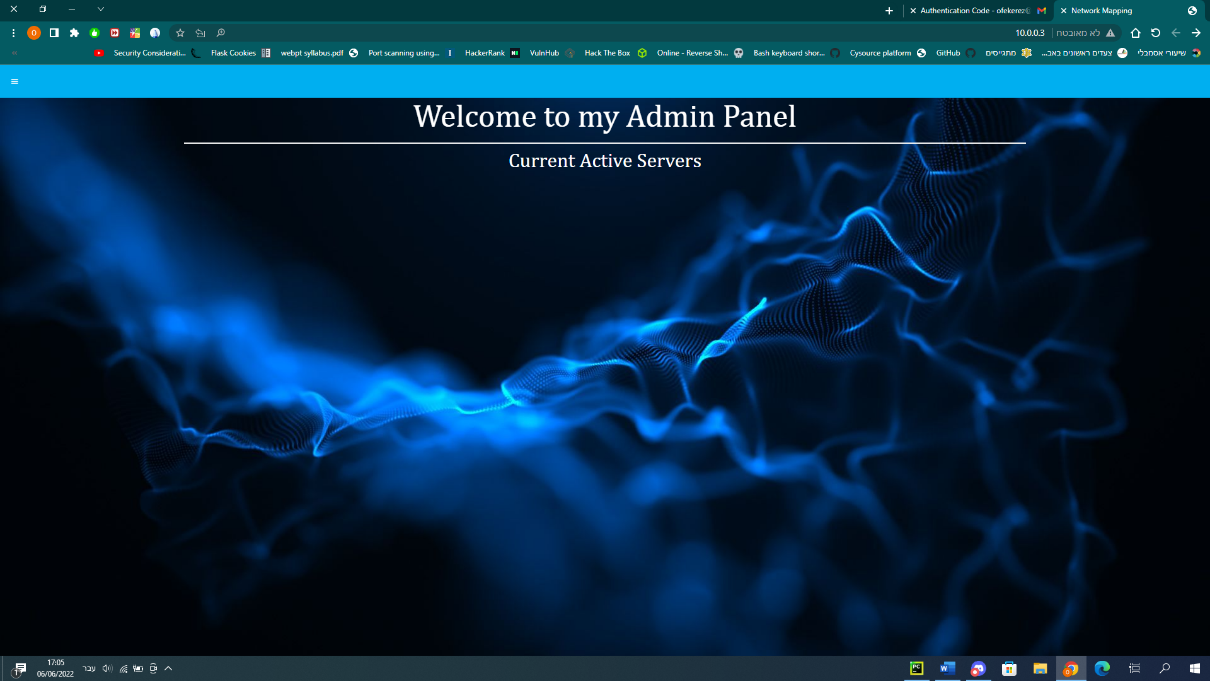 Authentication Code - ofekerez
Network Mapping
10.0.0.3
לא מאובטח
Security Considerati...
Flask Cookies
webpt syllabus.pdf
Port scanning using...
HackerRank
VulnHub
Hack The Box
Online - Reverse Sh...
Bash keyboard shor...
Cysource platform
GitHub
מתגייסים
צעדים ראשונים באב...
שיעורי אסמבלי
Welcome to my Admin Panel
Current Active Servers
17:05
06/06/2022
עבר